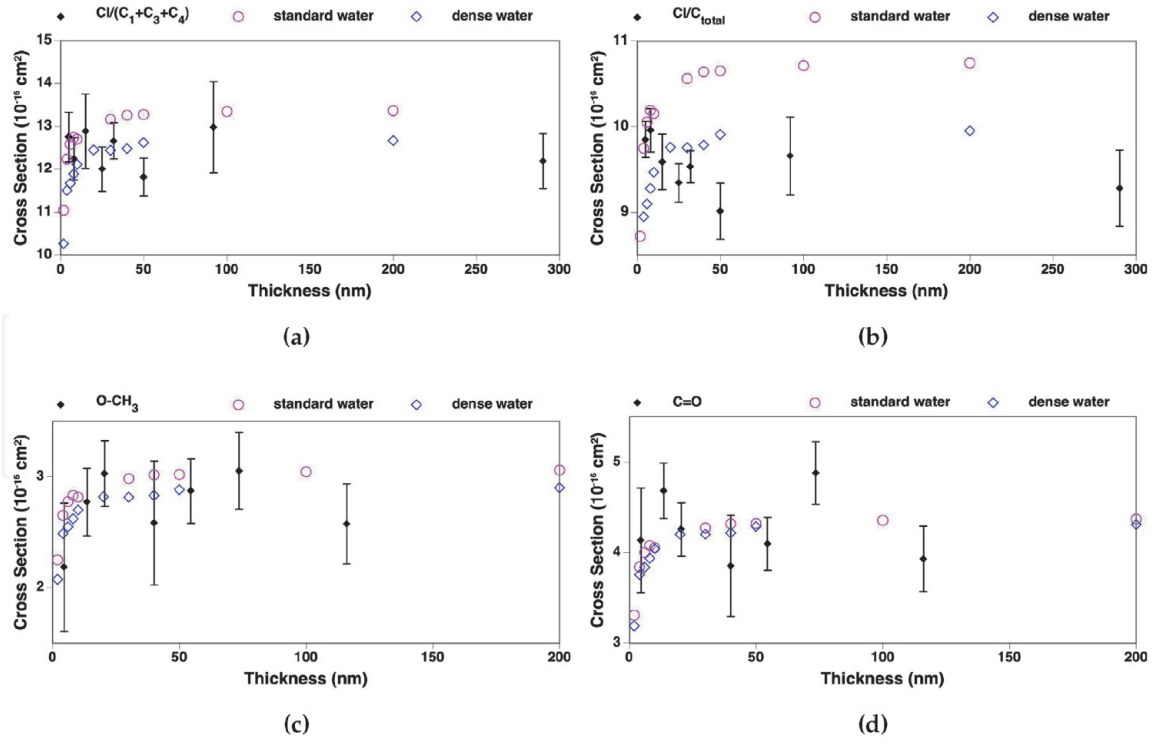 Cl/(C₁+C₃+C₄) standard water dense water
Cross Section (10⁻¹⁶ cm²)
15
14
13
12
11
10
0 50 100 150 200 250 300
Thickness (nm)
(a)
Cl/C_total standard water dense water
Cross Section (10⁻¹⁶ cm²)
11
10
9
0 50 100 150 200 250 300
Thickness (nm)
(b)
O-CH₃ standard water dense water
Cross Section (10⁻¹⁶ cm²)
3
2
0 50 100 150 200
Thickness (nm)
(c)
C=O standard water dense water
Cross Section (10⁻¹⁶ cm²)
5
4
3
0 50 100 150 200
Thickness (nm)
(d)